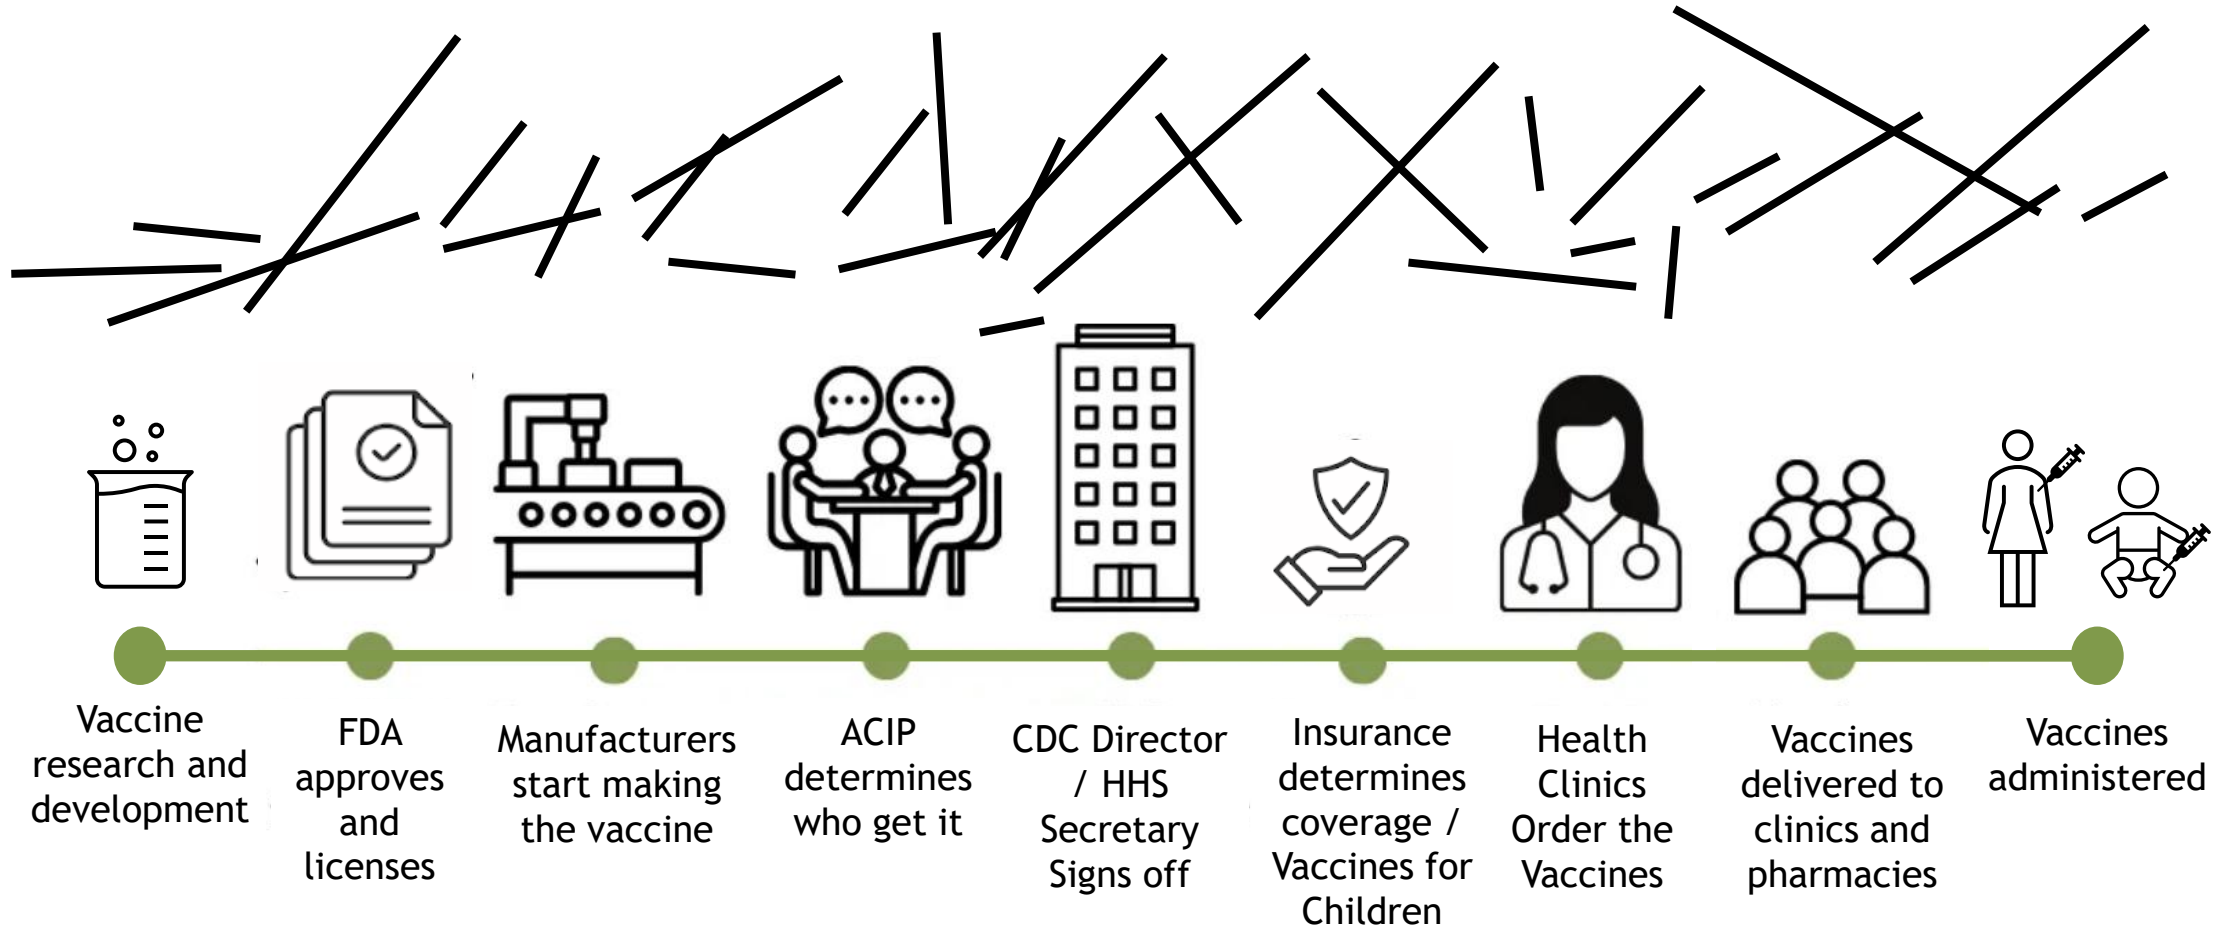 Vaccine
research and
development
FDA
approves
and
licenses
Manufacturers
start making
the vaccine
ACIP
determines
who get it
CDC Director
/ HHS
Secretary
Signs off
Insurance
determines
coverage /
Vaccines for
Children
Health
Clinics
Order the
Vaccines
Vaccines
delivered to
clinics and
pharmacies
Vaccines
administered